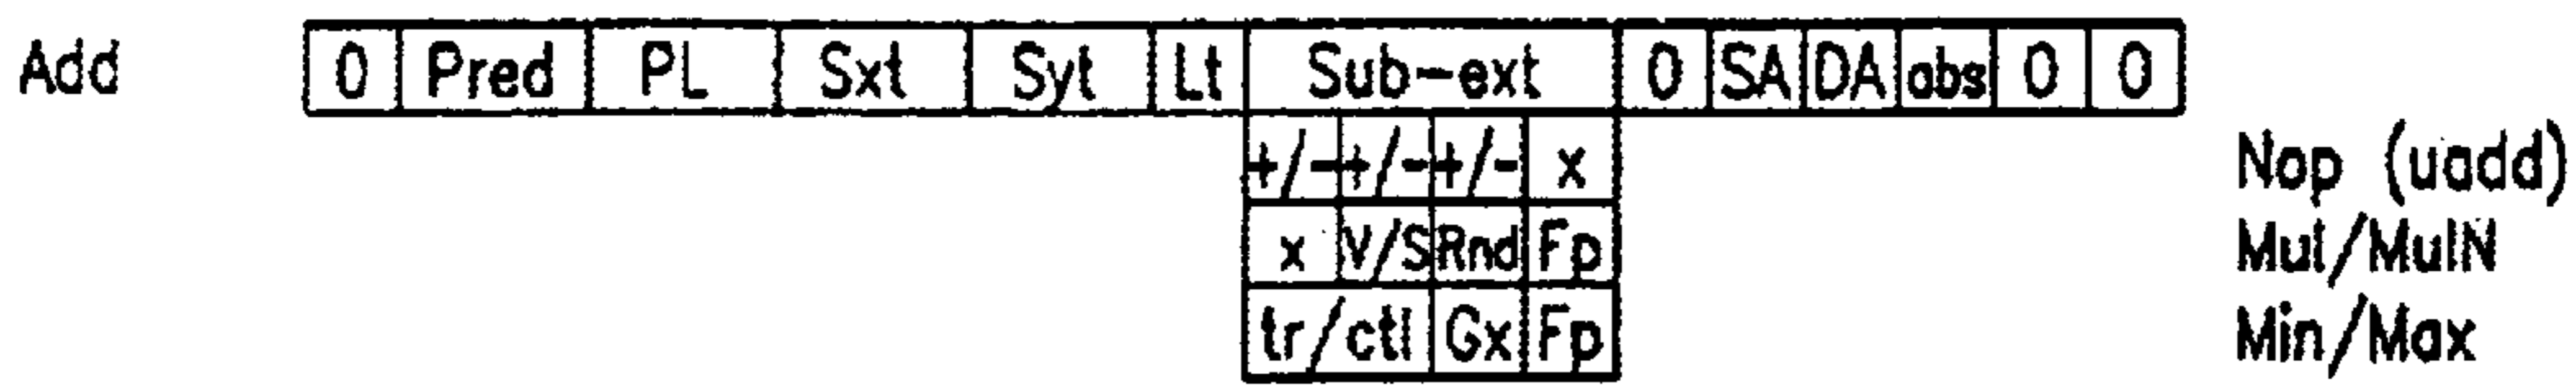 Add 0 Pred PL Sxt Syt Lt Sub-ext 0 SA DA abs 0 0
+/- +/- +/- x Nop (uadd)
x V/S Rnd Fp Mul/MulN
tr/ctl Gx Fp Min/Max